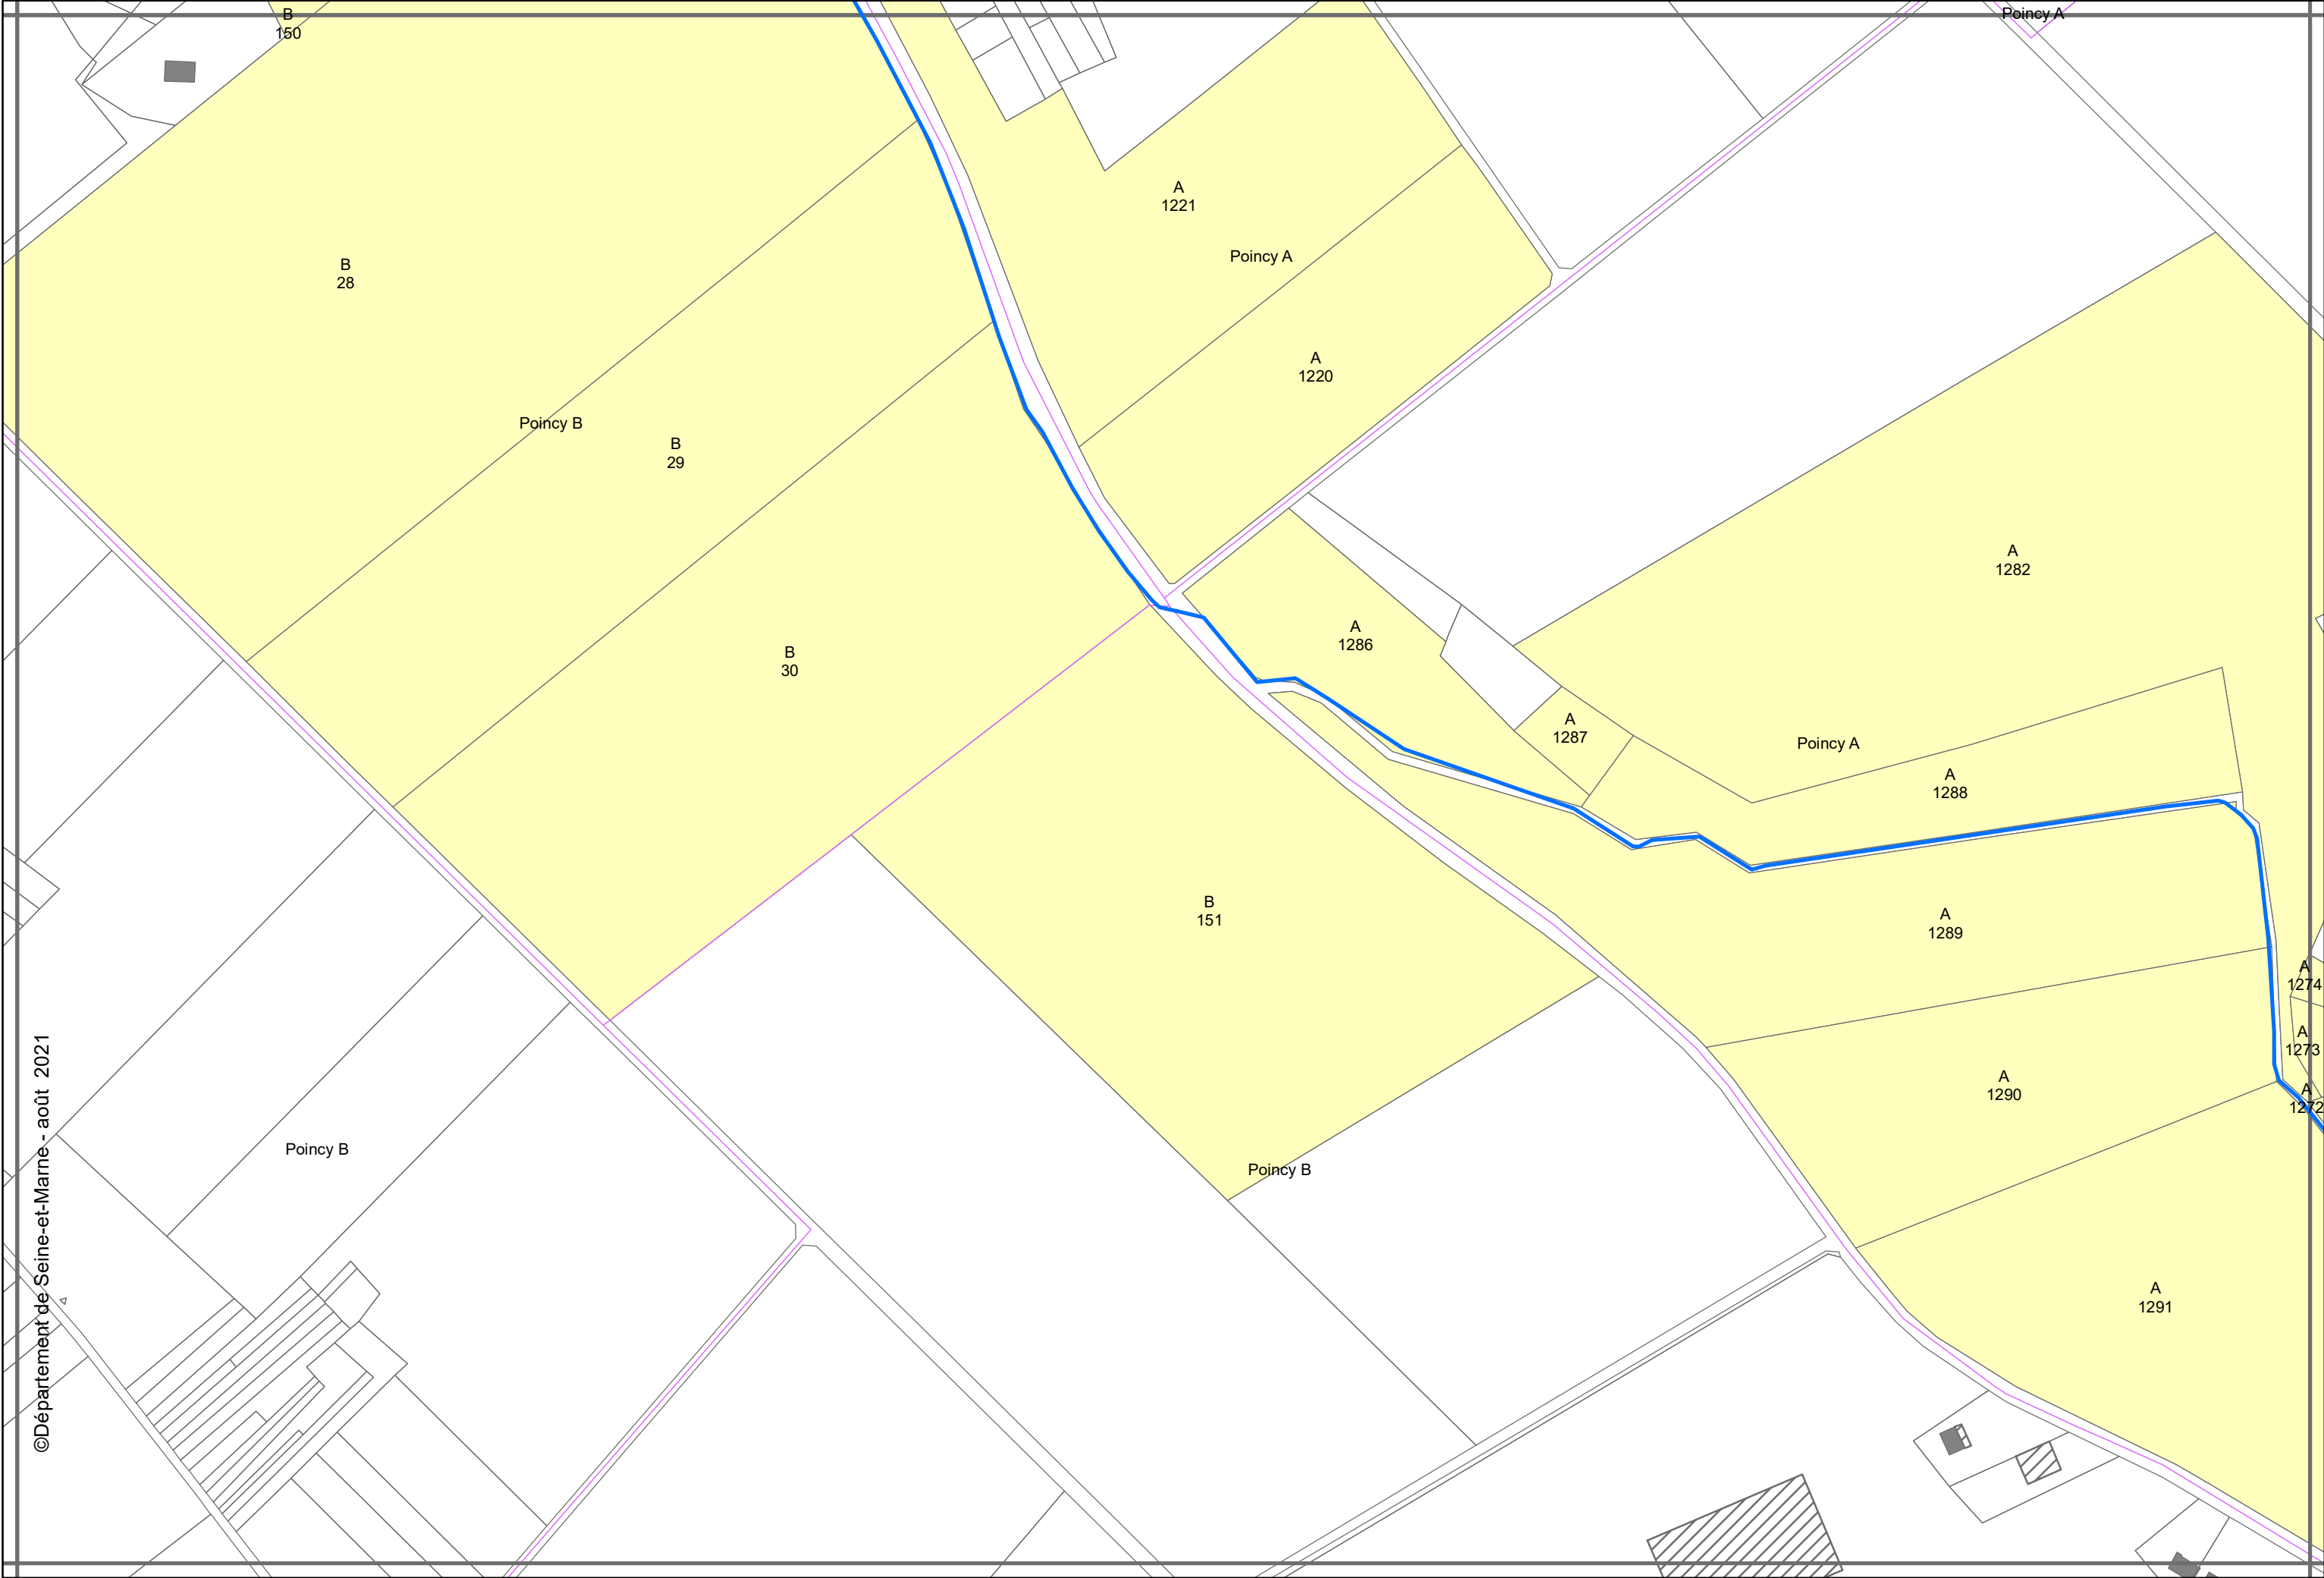 B
150
Poincy A
A
1221
Poincy A
B
28
A
1220
Poincy B
B
29
A
1282
A
1286
B
30
A
1287
Poincy A
A
1288
B
151
A
1289
A
1274
A
1273
A
1290
A
1272
Poincy B
Poincy B
A
1291
©Département de Seine-et-Marne - août 2021